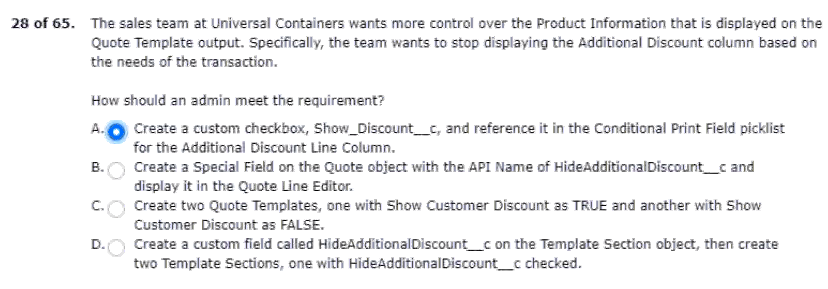 28 of 65. The sales team at Universal Containers wants more control over the Product Information that is displayed on the
Quote Template output. Specifically, the team wants to stop displaying the Additional Discount column based on
the needs of the transaction.
How should an admin meet the requirement?
A. Create a custom checkbox, Show_Discount__c, and reference it in the Conditional Print Field picklist
for the Additional Discount Line Column.
B. Create a Special Field on the Quote object with the API Name of HideAdditionalDiscount__c and
display it in the Quote Line Editor.
C. Create two Quote Templates, one with Show Customer Discount as TRUE and another with Show
Customer Discount as FALSE.
D. Create a custom field called HideAdditionalDiscount__c on the Template Section object, then create
two Template Sections, one with HideAdditionalDiscount__c checked.